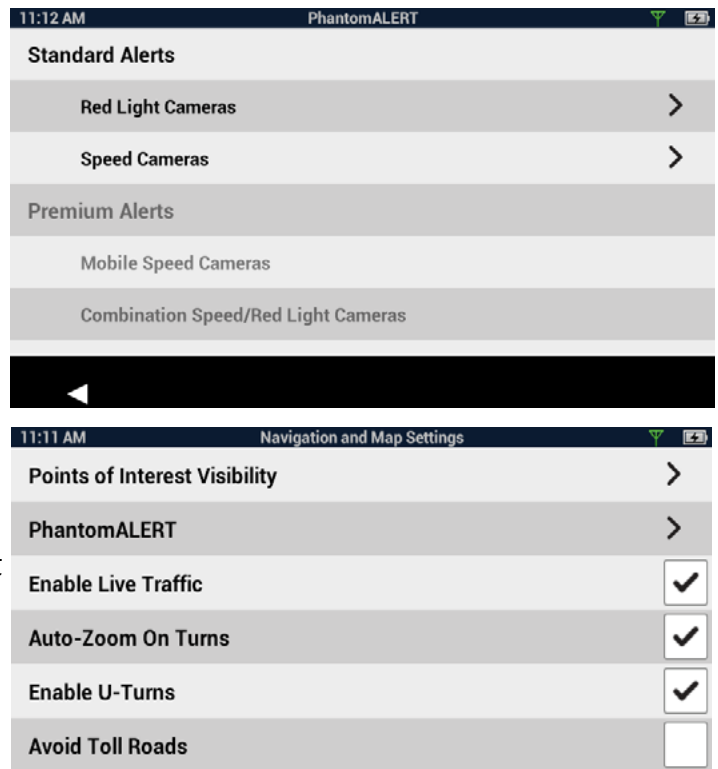 11:12 AM PhantomALERT
Standard Alerts
Red Light Cameras
Speed Cameras
Premium Alerts
Mobile Speed Cameras
Combination Speed/Red Light Cameras
11:11 AM Navigation and Map Settings
Points of Interest Visibility
PhantomALERT
Enable Live Traffic
Auto-Zoom On Turns
Enable U-Turns
Avoid Toll Roads